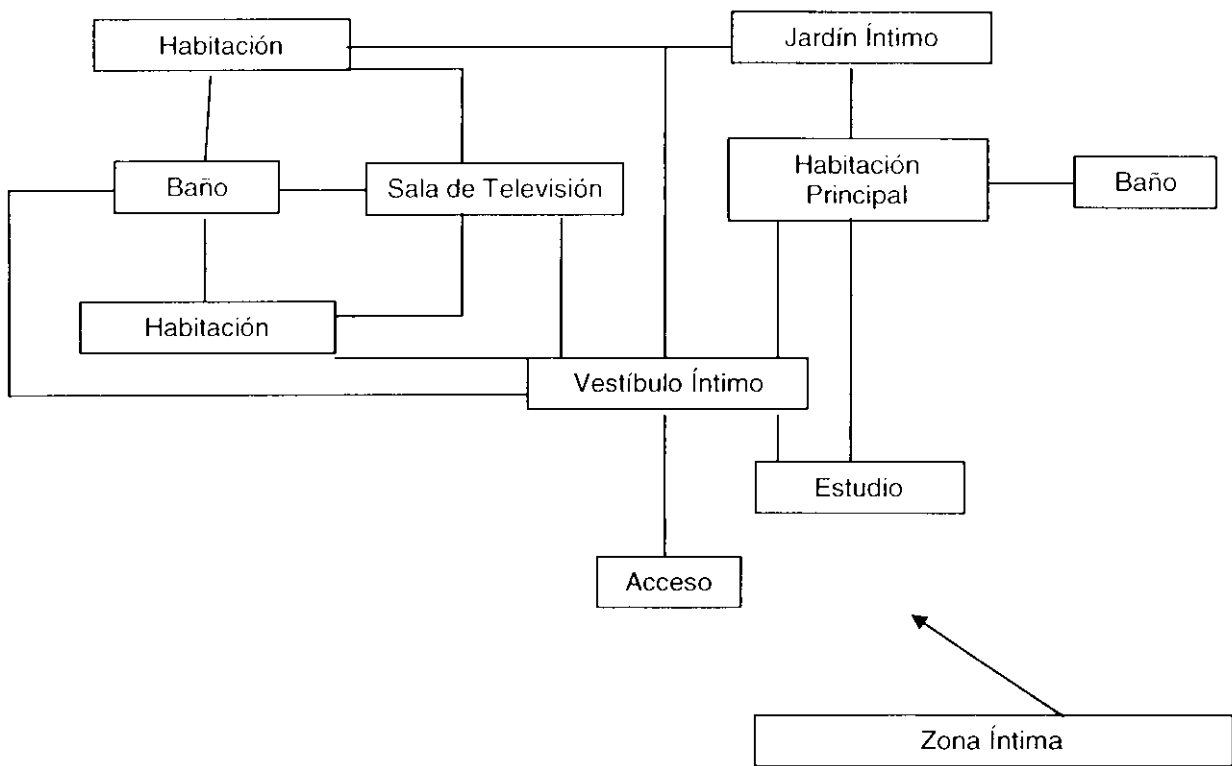 Habitación
Jardín Íntimo
Habitación
Principal
Baño
Baño
Sala de Televisión
Habitación
Vestíbulo Íntimo
Estudio
Acceso
Zona Íntima